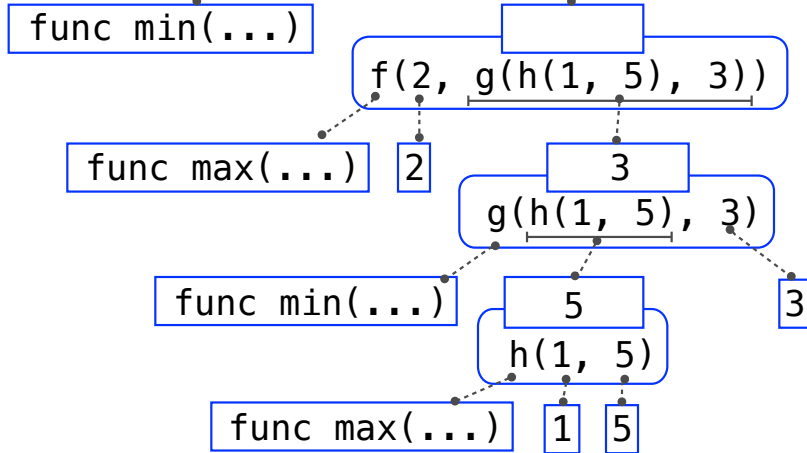 func min(...)
f(2, g(h(1, 5), 3))
func max(...)
2
3
g(h(1, 5), 3)
func min(...)
5
3
h(1, 5)
func max(...)
1
5